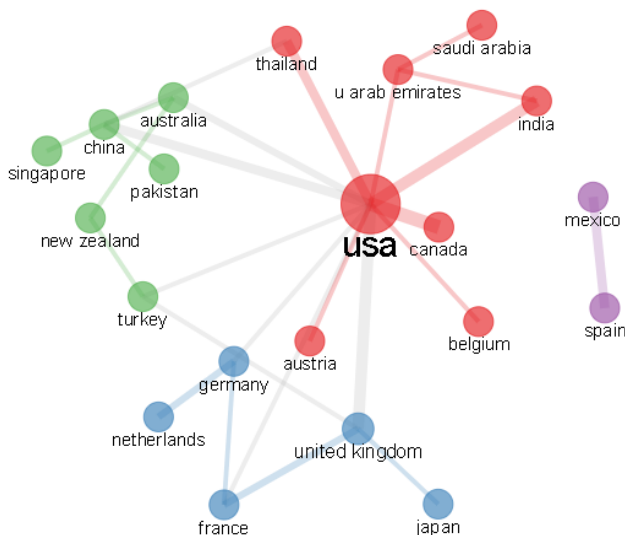 saudi arabia
thailand
u arab emirates
australia
india
china
singapore
pakistan
mexico
new zealand
usa
canada
turkey
spain
belgium
austria
germany
netherlands
united kingdom
france
japan